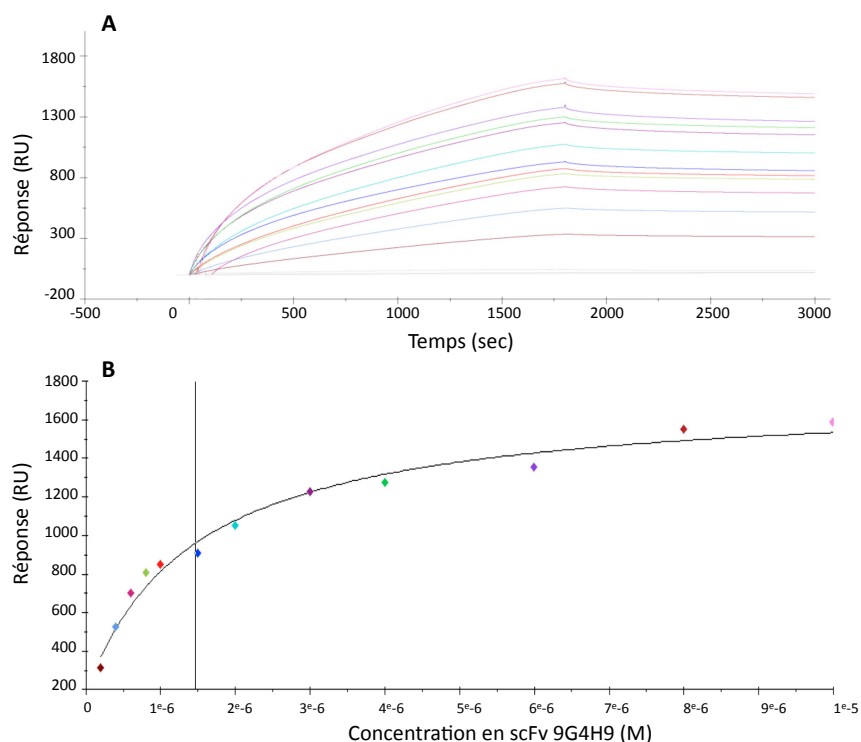 A
1800
1300
800
300
-200
Réponse (RU)
-500 0 500 1000 1500 2000 2500 3000
Temps (sec)
B
1800
1600
1400
1200
1000
800
600
400
200
Réponse (RU)
0 1e-6 2e-6 3e-6 4e-6 5e-6 6e-6 7e-6 8e-6 9e-6 1e-5
Concentration en scFv 9G4H9 (M)